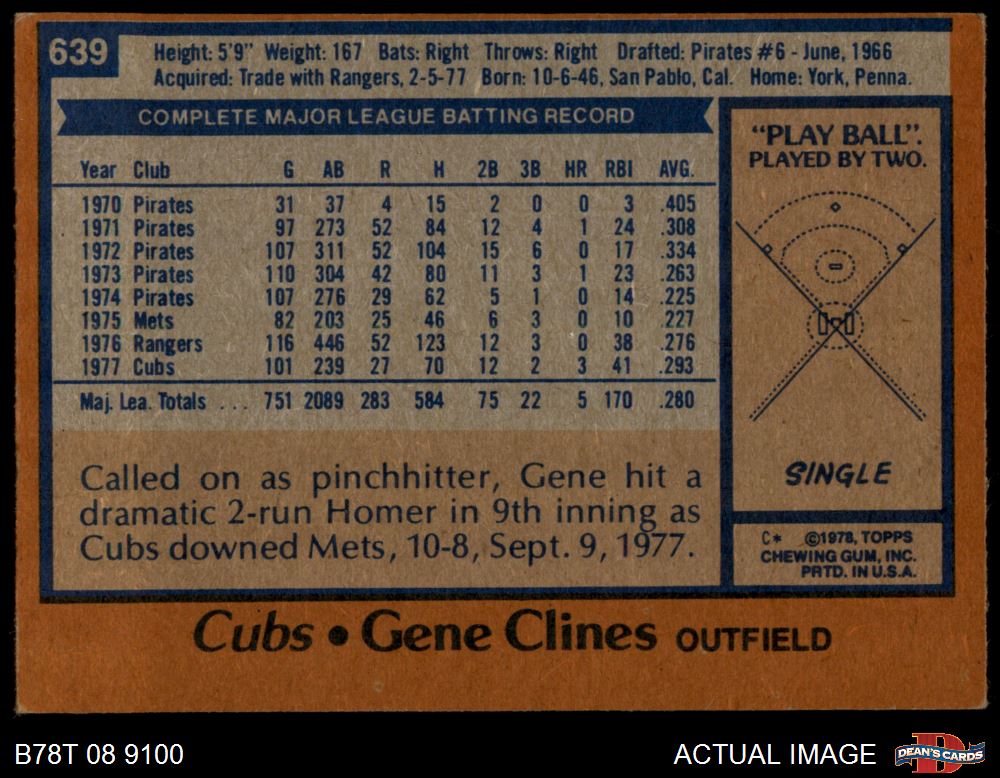 639
Height: 5'9" Weight: 167 Bats: Right Throws: Right Drafted: Pirates #6 - June, 1966
Acquired: Trade with Rangers, 2-5-77 Born: 10-6-46, San Pablo, Cal. Home: York, Penna.
COMPLETE MAJOR LEAGUE BATTING RECORD
Year Club G AB R H 2B 3B HR RBI AVG.
1970 Pirates 31 37 4 15 2 0 0 3 .405
1971 Pirates 97 273 52 84 12 4 1 24 .308
1972 Pirates 107 311 52 104 15 6 0 17 .334
1973 Pirates 110 304 42 80 11 3 1 23 .263
1974 Pirates 107 276 29 62 5 1 0 14 .225
1975 Mets 82 203 25 46 6 3 0 10 .227
1976 Rangers 116 446 52 123 12 3 0 38 .276
1977 Cubs 101 239 27 70 12 2 3 41 .293
Maj. Lea. Totals ... 751 2089 283 584 75 22 5 170 .280
Called on as pinchhitter, Gene hit a
dramatic 2-run Homer in 9th inning as
Cubs downed Mets, 10-8, Sept. 9, 1977.
"PLAY BALL".
PLAYED BY TWO.
SINGLE
C* ©1978, TOPPS
CHEWING GUM, INC.
PRTD. IN U.S.A.
Cubs • Gene Clines OUTFIELD
B78T 08 9100
ACTUAL IMAGE
D
DEAN'S CARDS